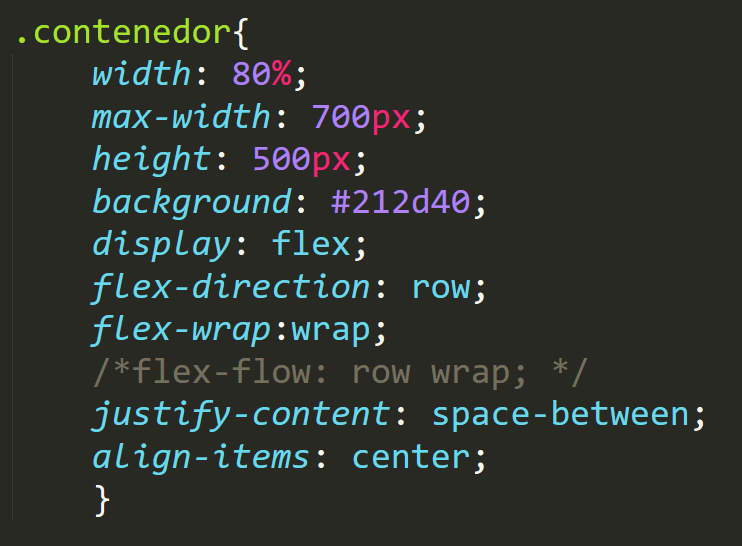 .contenedor{
    width: 80%;
    max-width: 700px;
    height: 500px;
    background: #212d40;
    display: flex;
    flex-direction: row;
    flex-wrap:wrap;
    /*flex-flow: row wrap; */
    justify-content: space-between;
    align-items: center;
    }